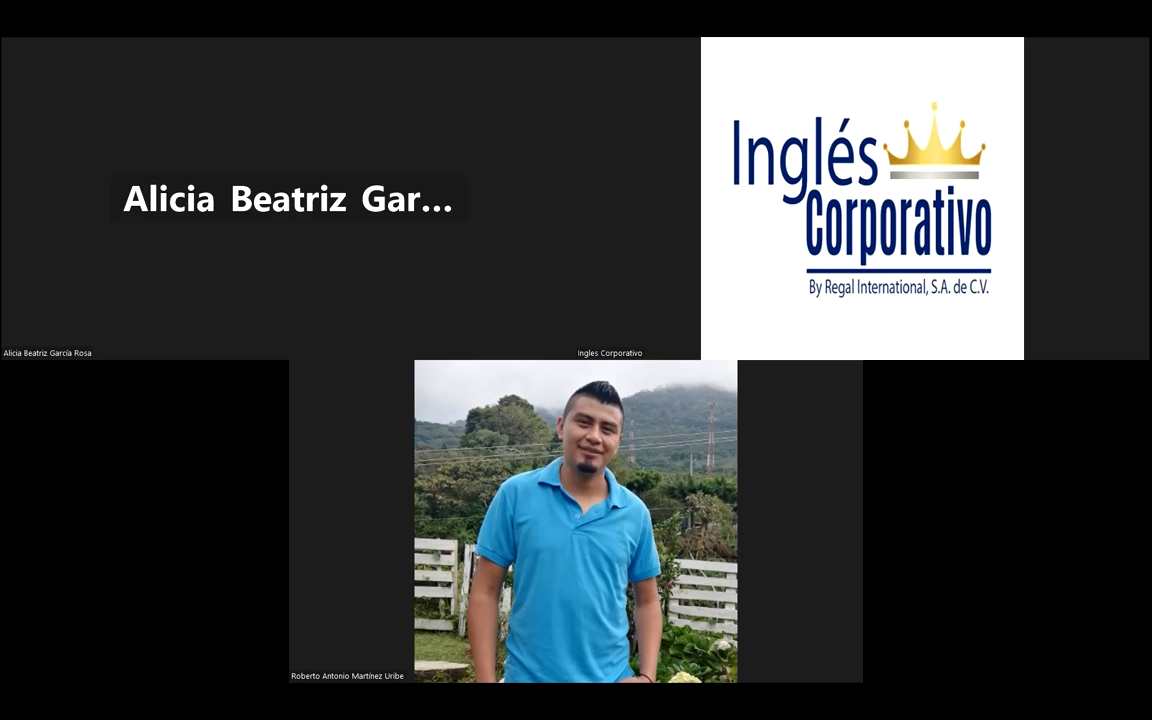 Alicia Beatriz Gar...
Inglés
Corporativo
By Regal International, S.A. de C.V.
Alicia Beatriz García Rosa
Ingles Corporativo
Roberto Antonio Martínez Uribe